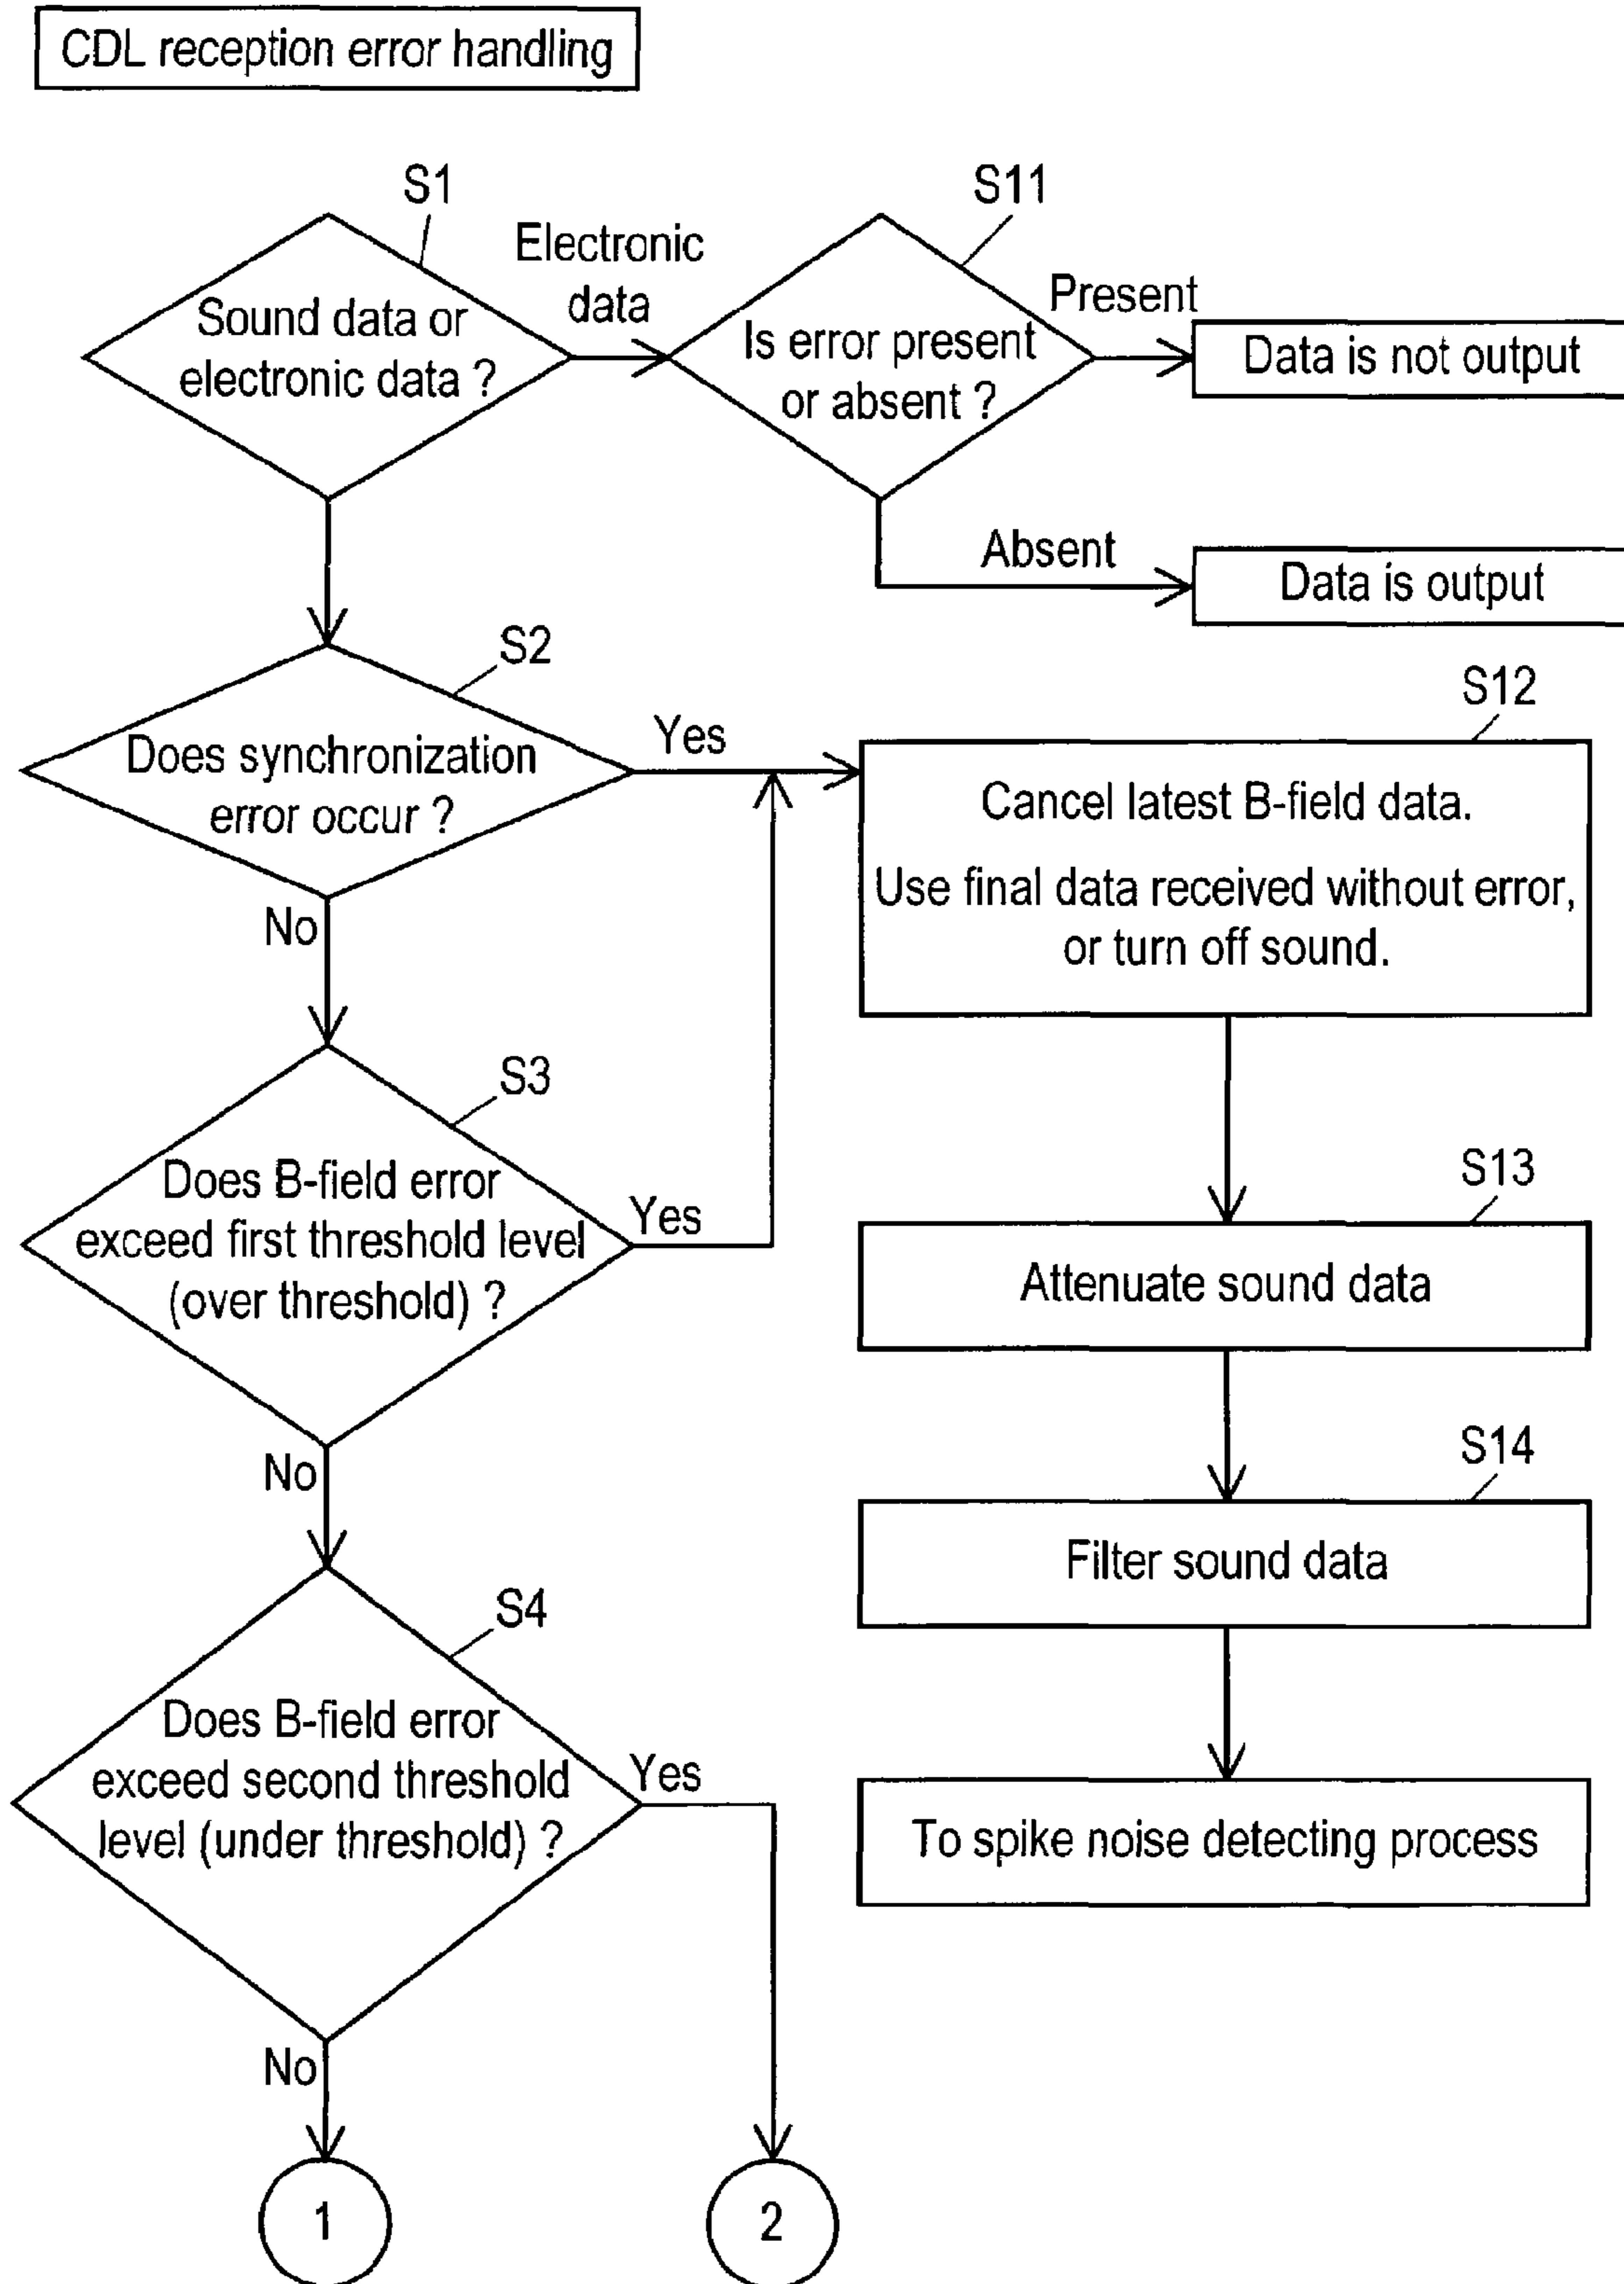 CDL reception error handling
S1
S11
Electronic
data
Present
Sound data or
electronic data ?
Is error present
or absent ?
Data is not output
Absent
Data is output
S2
S12
Does synchronization
error occur ?
Yes
Cancel latest B-field data.
Use final data received without error,
or turn off sound.
No
S3
S13
Does B-field error
exceed first threshold level
(over threshold) ?
Yes
Attenuate sound data
No
S14
Filter sound data
S4
Does B-field error
exceed second threshold
level (under threshold) ?
Yes
To spike noise detecting process
No
1
2